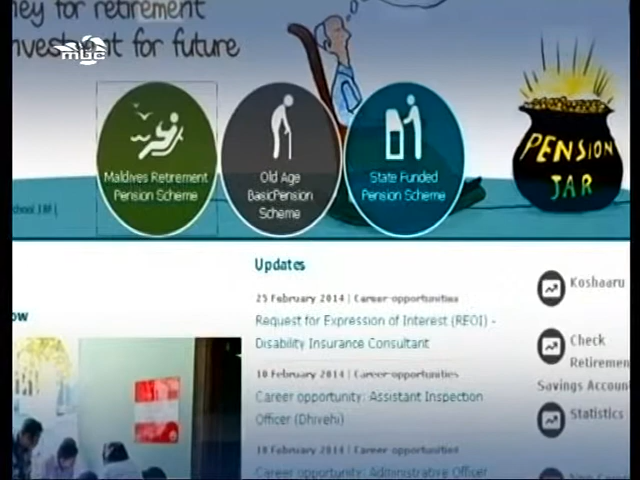 ney for retirement
investment for future
mbc
PENSION
JAR
Maldives Retirement
Pension Scheme
Old Age
BasicPension
Scheme
State Funded
Pension Scheme
Updates
25 February 2014 | Career opportunities
Request for Expression of Interest (REOI) -
Disability Insurance Consultant
10 February 2014 | Career opportunities
Career opportunity: Assistant Inspection
Officer (Dhivehi)
10 February 2014 | Career opportunities
Career opportunity: Administrative Officer
ow
Koshaaru
Check
Retiremen
Savings Accoun
Statistics